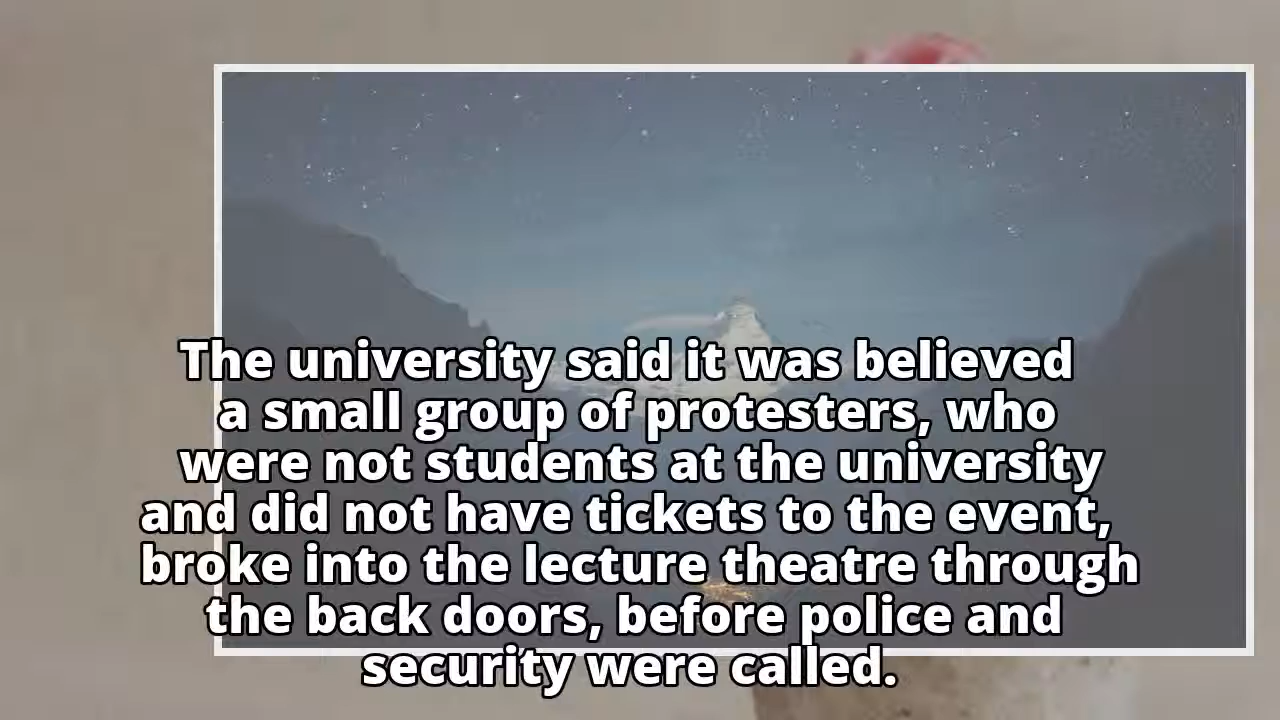 The university said it was believed
a small group of protesters, who
were not students at the university
and did not have tickets to the event,
broke into the lecture theatre through
the back doors, before police and
security were called.